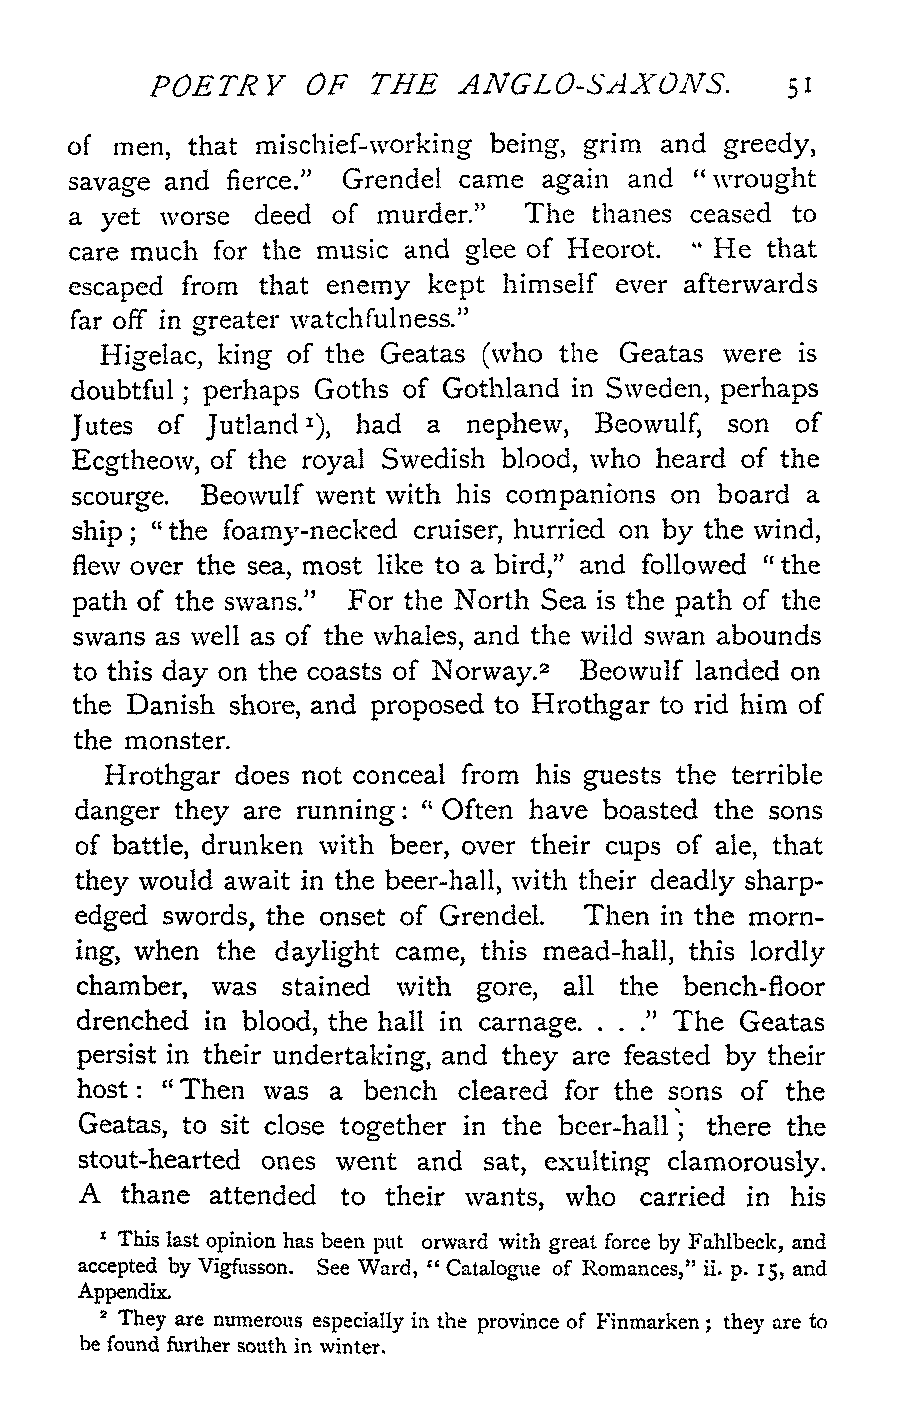 POETRY OF THE ANGLO-SAXONS. 51
of men, that mischief-working being, grim and greedy,
savage and fierce." Grendel came again and "wrought
a yet worse deed of murder." The thanes ceased to
care much for the music and glee of Heorot. "He that
escaped from that enemy kept himself ever afterwards
far off in greater watchfulness."
Higelac, king of the Geatas (who the Geatas were is
doubtful; perhaps Goths of Gothland in Sweden, perhaps
Jutes of Jutland¹), had a nephew, Beowulf, son of
Ecgtheow, of the royal Swedish blood, who heard of the
scourge. Beowulf went with his companions on board a
ship; "the foamy-necked cruiser, hurried on by the wind,
flew over the sea, most like to a bird," and followed "the
path of the swans." For the North Sea is the path of the
swans as well as of the whales, and the wild swan abounds
to this day on the coasts of Norway.² Beowulf landed on
the Danish shore, and proposed to Hrothgar to rid him of
the monster.
Hrothgar does not conceal from his guests the terrible
danger they are running: "Often have boasted the sons
of battle, drunken with beer, over their cups of ale, that
they would await in the beer-hall, with their deadly sharp-
edged swords, the onset of Grendel. Then in the morn-
ing, when the daylight came, this mead-hall, this lordly
chamber, was stained with gore, all the bench-floor
drenched in blood, the hall in carnage. . . ." The Geatas
persist in their undertaking, and they are feasted by their
host: "Then was a bench cleared for the sons of the
Geatas, to sit close together in the beer-hall; there the
stout-hearted ones went and sat, exulting clamorously.
A thane attended to their wants, who carried in his
¹ This last opinion has been put orward with great force by Fahlbeck, and
accepted by Vigfusson. See Ward, "Catalogue of Romances," ii. p. 15, and
Appendix.
² They are numerous especially in the province of Finmarken; they are to
be found further south in winter.